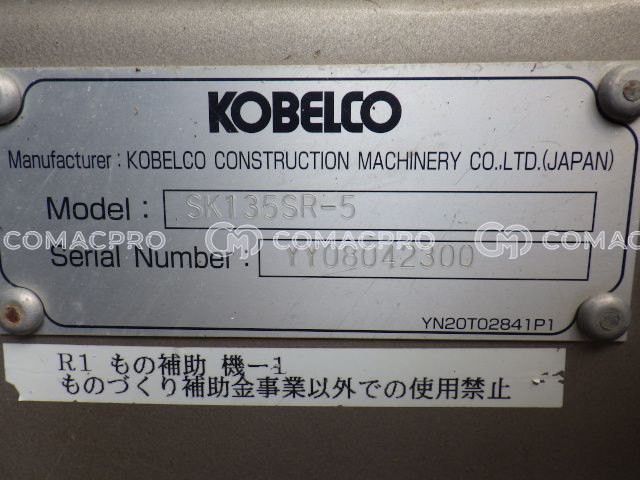 KOBELCO
Manufacturer : KOBELCO CONSTRUCTION MACHINERY CO.,LTD.(JAPAN)
Model : SK135SR-5
COMACPRO COMACPRO COMACPRO
Serial Number : YY08042300
YN20T02841P1
R1 もの補助 機ー1
ものづくり補助金事業以外での使用禁止